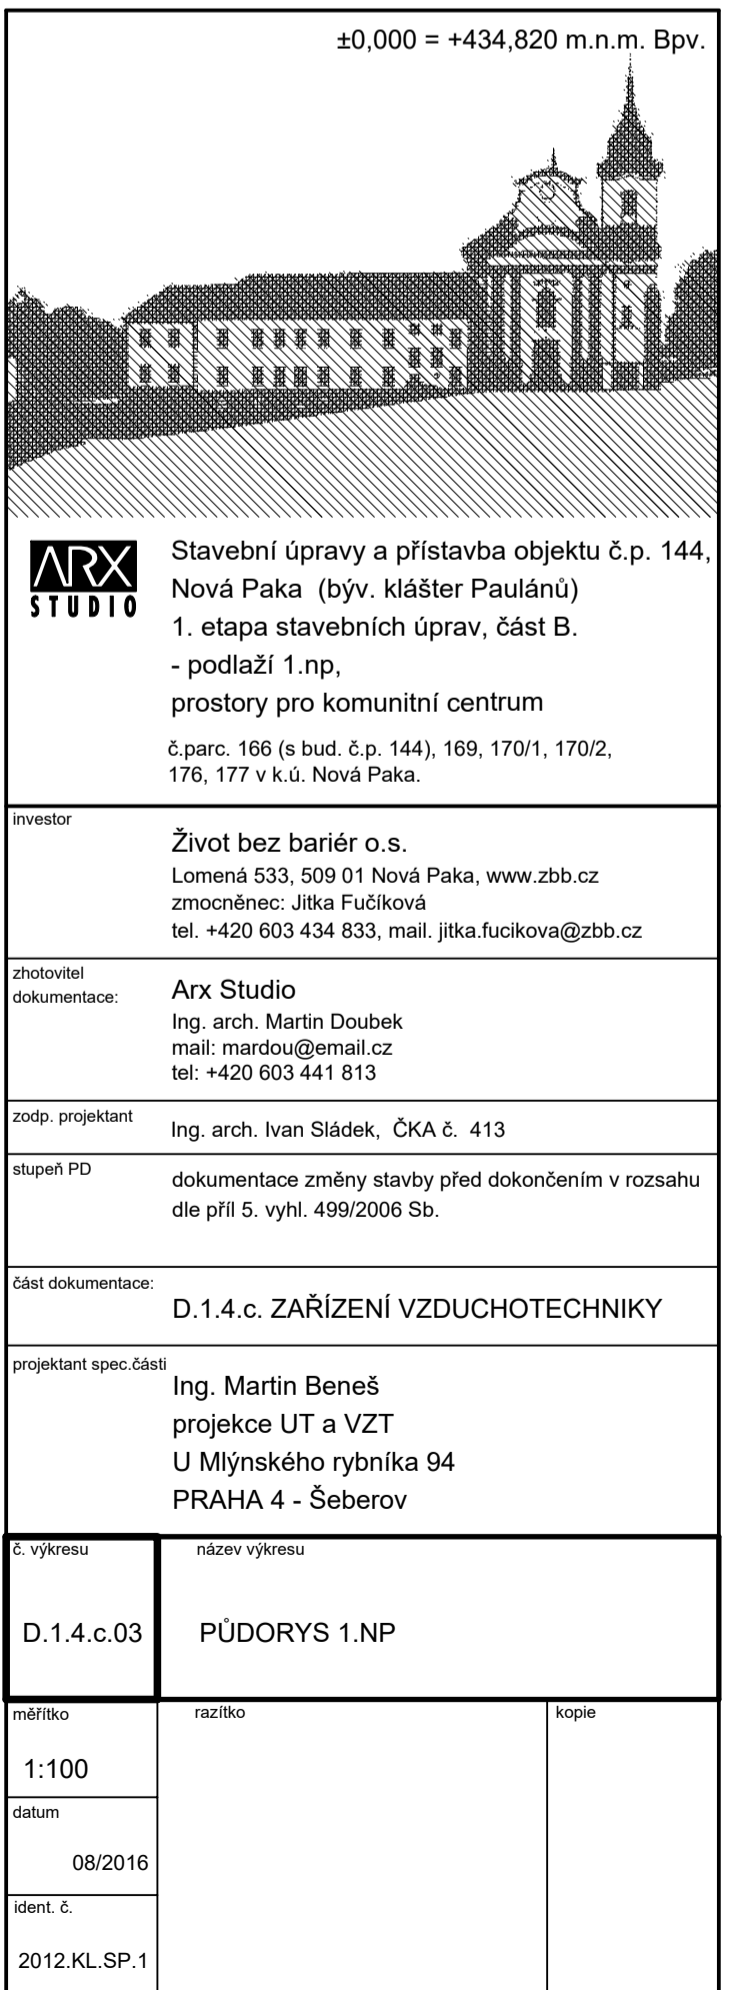 ±0,000 = +434,820 m.n.m. Bpv.
ARX
STUDIO
Stavební úpravy a přístavba objektu č.p. 144,
Nová Paka (býv. klášter Paulánů)
1. etapa stavebních úprav, část B.
- podlaží 1.np,
prostory pro komunitní centrum
č.parc. 166 (s bud. č.p. 144), 169, 170/1, 170/2,
176, 177 v k.ú. Nová Paka.
investor
Život bez bariér o.s.
Lomená 533, 509 01 Nová Paka, www.zbb.cz
zmocněnec: Jitka Fučíková
tel. +420 603 434 833, mail. jitka.fucikova@zbb.cz
zhotovitel
dokumentace:
Arx Studio
Ing. arch. Martin Doubek
mail: mardou@email.cz
tel: +420 603 441 813
zodp. projektant
Ing. arch. Ivan Sládek, ČKA č. 413
stupeň PD
dokumentace změny stavby před dokončením v rozsahu
dle příl 5. vyhl. 499/2006 Sb.
část dokumentace:
D.1.4.c. ZAŘÍZENÍ VZDUCHOTECHNIKY
projektant spec.části
Ing. Martin Beneš
projekce UT a VZT
U Mlýnského rybníka 94
PRAHA 4 - Šeberov
č. výkresu
název výkresu
D.1.4.c.03
PŮDORYS 1.NP
měřítko
razítko
kopie
1:100
datum
08/2016
ident. č.
2012.KL.SP.1